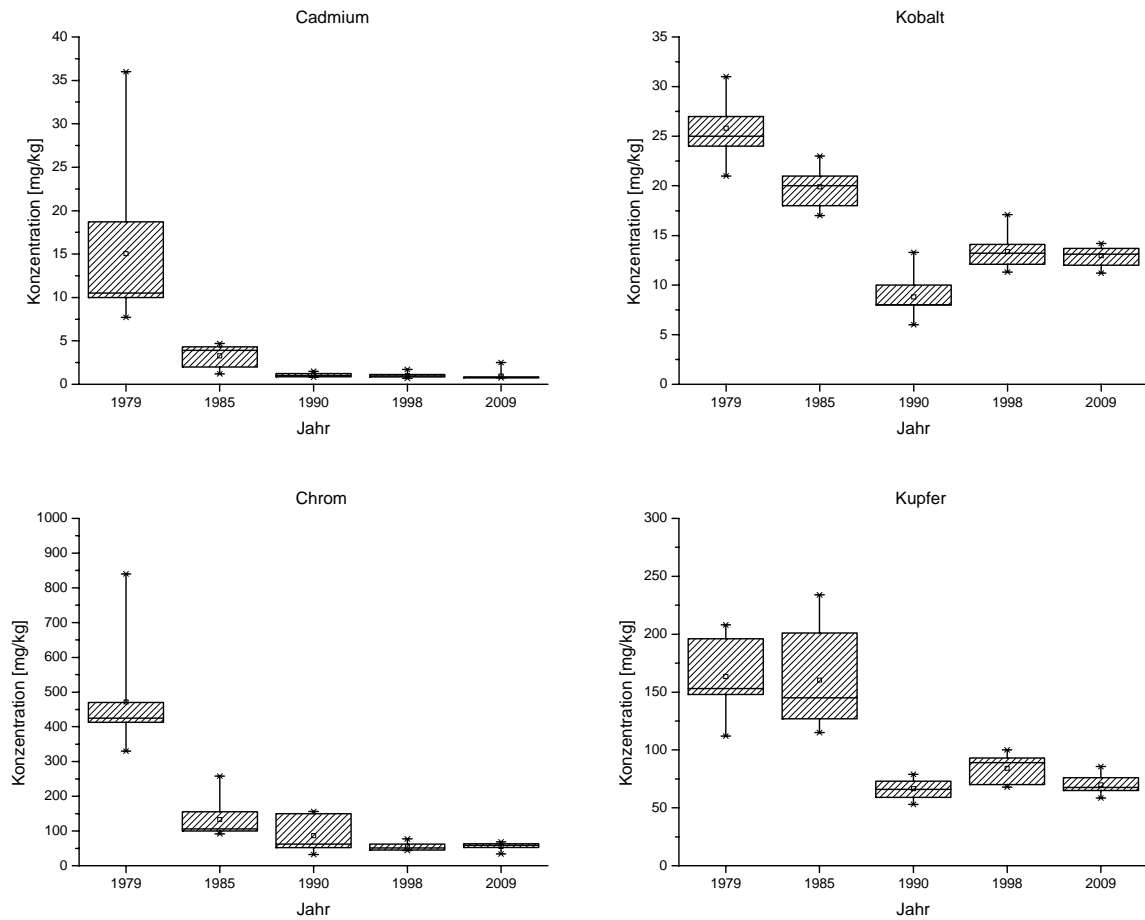 Cadmium
Konzentration [mg/kg]
40
35
30
25
20
15
10
5
0
1979 1985 1990 1998 2009
Jahr
Kobalt
Konzentration [mg/kg]
35
30
25
20
15
10
5
0
1979 1985 1990 1998 2009
Jahr
Chrom
Konzentration [mg/kg]
1000
900
800
700
600
500
400
300
200
100
0
1979 1985 1990 1998 2009
Jahr
Kupfer
Konzentration [mg/kg]
300
250
200
150
100
50
0
1979 1985 1990 1998 2009
Jahr